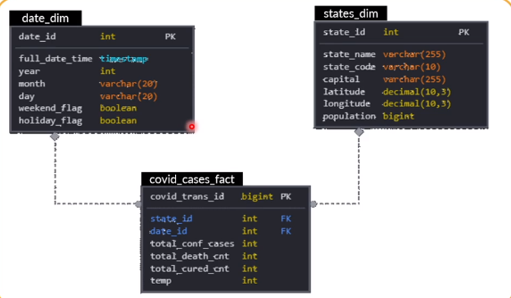 date_dim
date_id int PK
full_date_time timestamp
year int
month varchar(20)
day varchar(20)
weekend_flag boolean
holiday_flag boolean
states_dim
state_id int PK
state_name varchar(255)
state_code varchar(10)
capital varchar(255)
latitude decimal(10,3)
longitude decimal(10,3)
population bigint
covid_cases_fact
covid_trans_id bigint PK
state_id int FK
date_id int FK
total_conf_cases int
total_death_cnt int
total_cured_cnt int
temp int